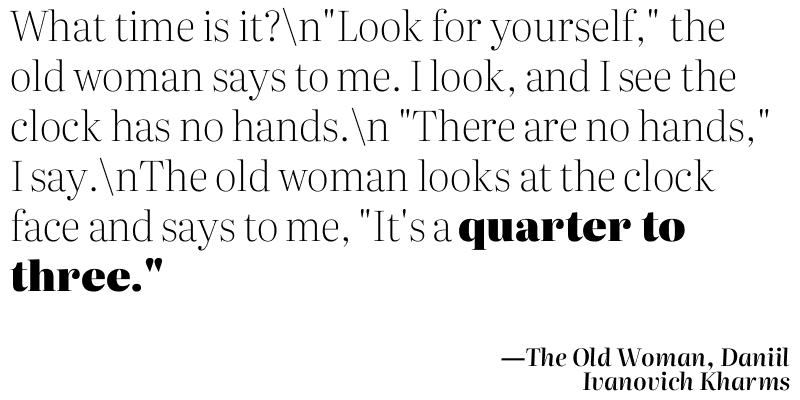 What time is it?\n"Look for yourself," the
old woman says to me. I look, and I see the
clock has no hands.\n "There are no hands,"
I say.\nThe old woman looks at the clock
face and says to me, "It's a quarter to
three."
—The Old Woman, Daniil
Ivanovich Kharms